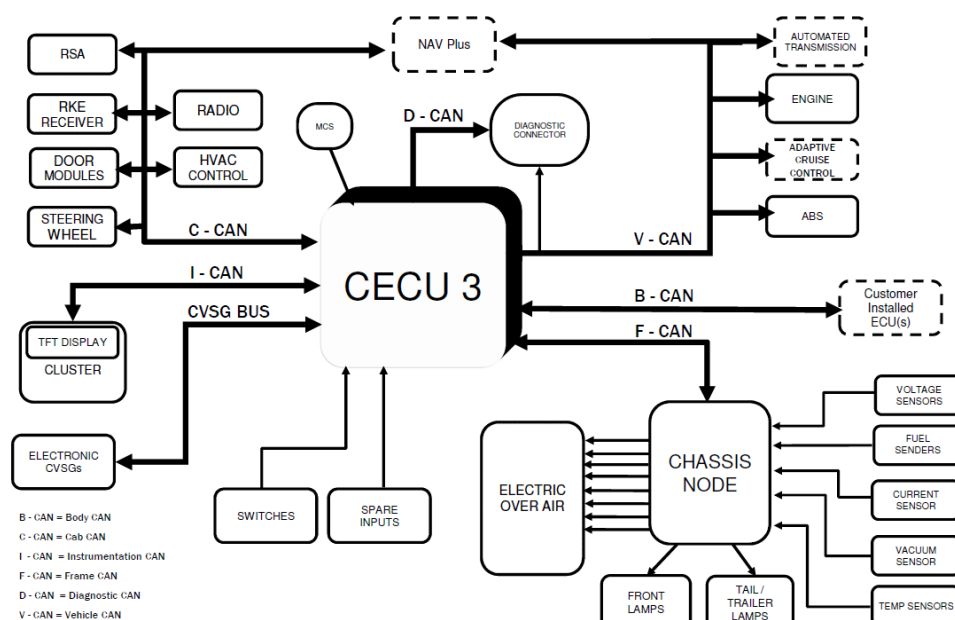 RSA
NAV Plus
AUTOMATED
TRANSMISSION
RKE
RECEIVER
RADIO
MCS
D - CAN
DIAGNOSTIC
CONNECTOR
ENGINE
DOOR
MODULES
HVAC
CONTROL
ADAPTIVE
CRUISE
CONTROL
STEERING
WHEEL
C - CAN
V - CAN
ABS
I - CAN
CECU 3
B - CAN
Customer
Installed
ECU(s)
CVSG BUS
F - CAN
TFT DISPLAY
CLUSTER
ELECTRONIC
CVSGs
SWITCHES
SPARE
INPUTS
ELECTRIC
OVER AIR
CHASSIS
NODE
VOLTAGE
SENSORS
FUEL
SENDERS
CURRENT
SENSOR
VACUUM
SENSOR
TEMP SENSORS
FRONT
LAMPS
TAIL /
TRAILER
LAMPS
B - CAN = Body CAN
C - CAN = Cab CAN
I - CAN = Instrumentation CAN
F - CAN = Frame CAN
D - CAN = Diagnostic CAN
V - CAN = Vehicle CAN